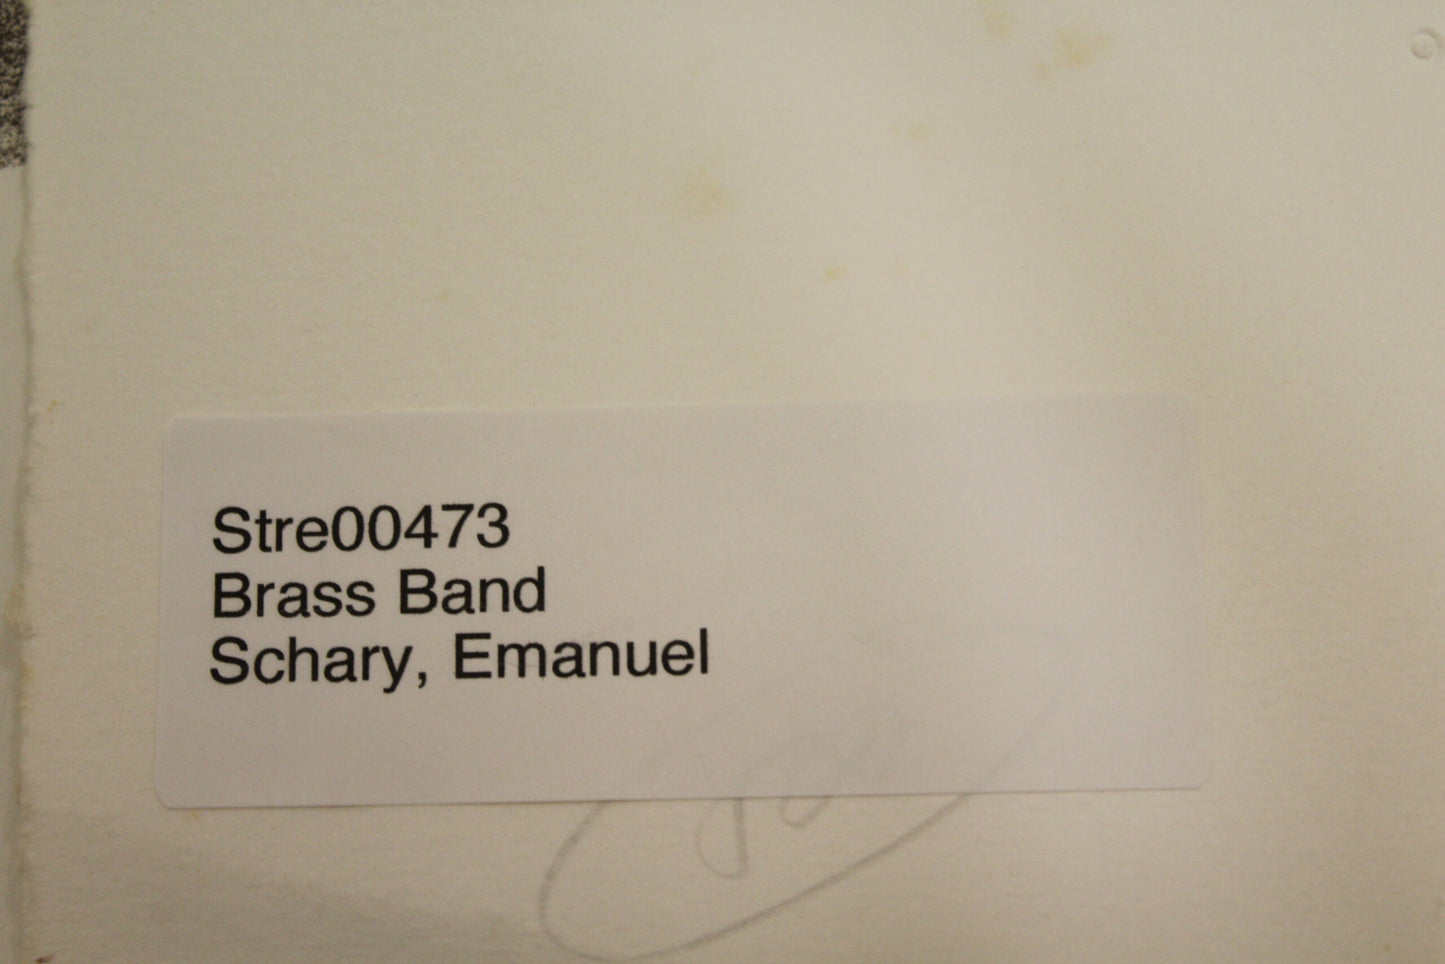 Stre00473
Brass Band
Schary, Emanuel